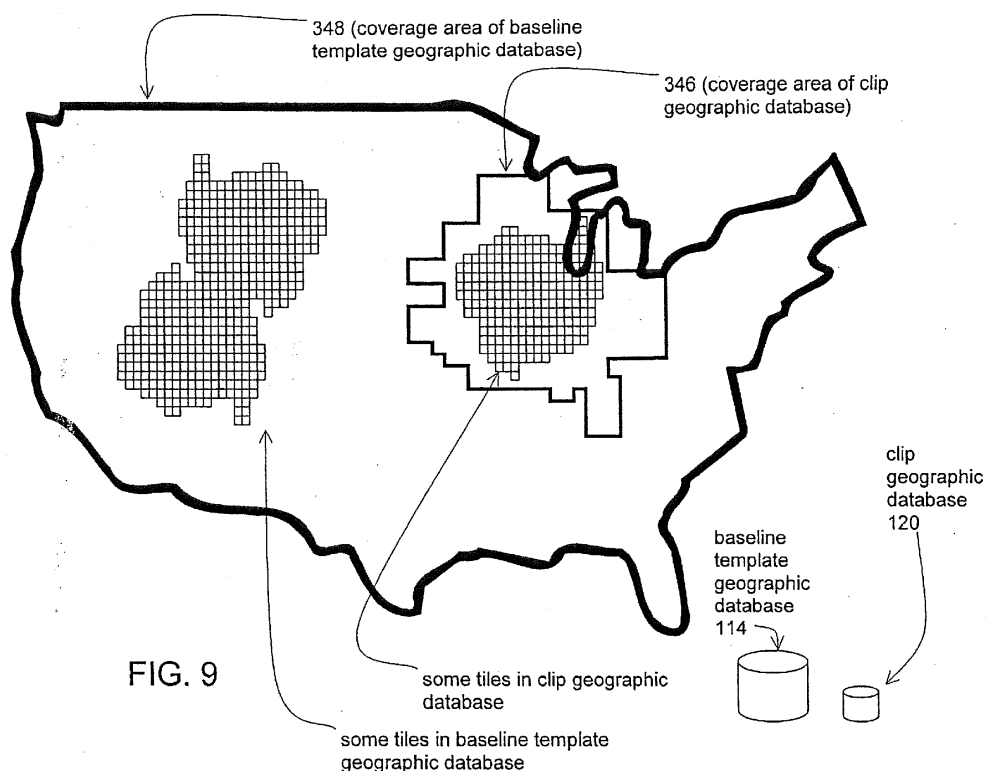 348 (coverage area of baseline
template geographic database)
346 (coverage area of clip
geographic database)
clip
geographic
database
120
baseline
template
geographic
database
114
FIG. 9
some tiles in clip geographic
database
some tiles in baseline template
geographic database